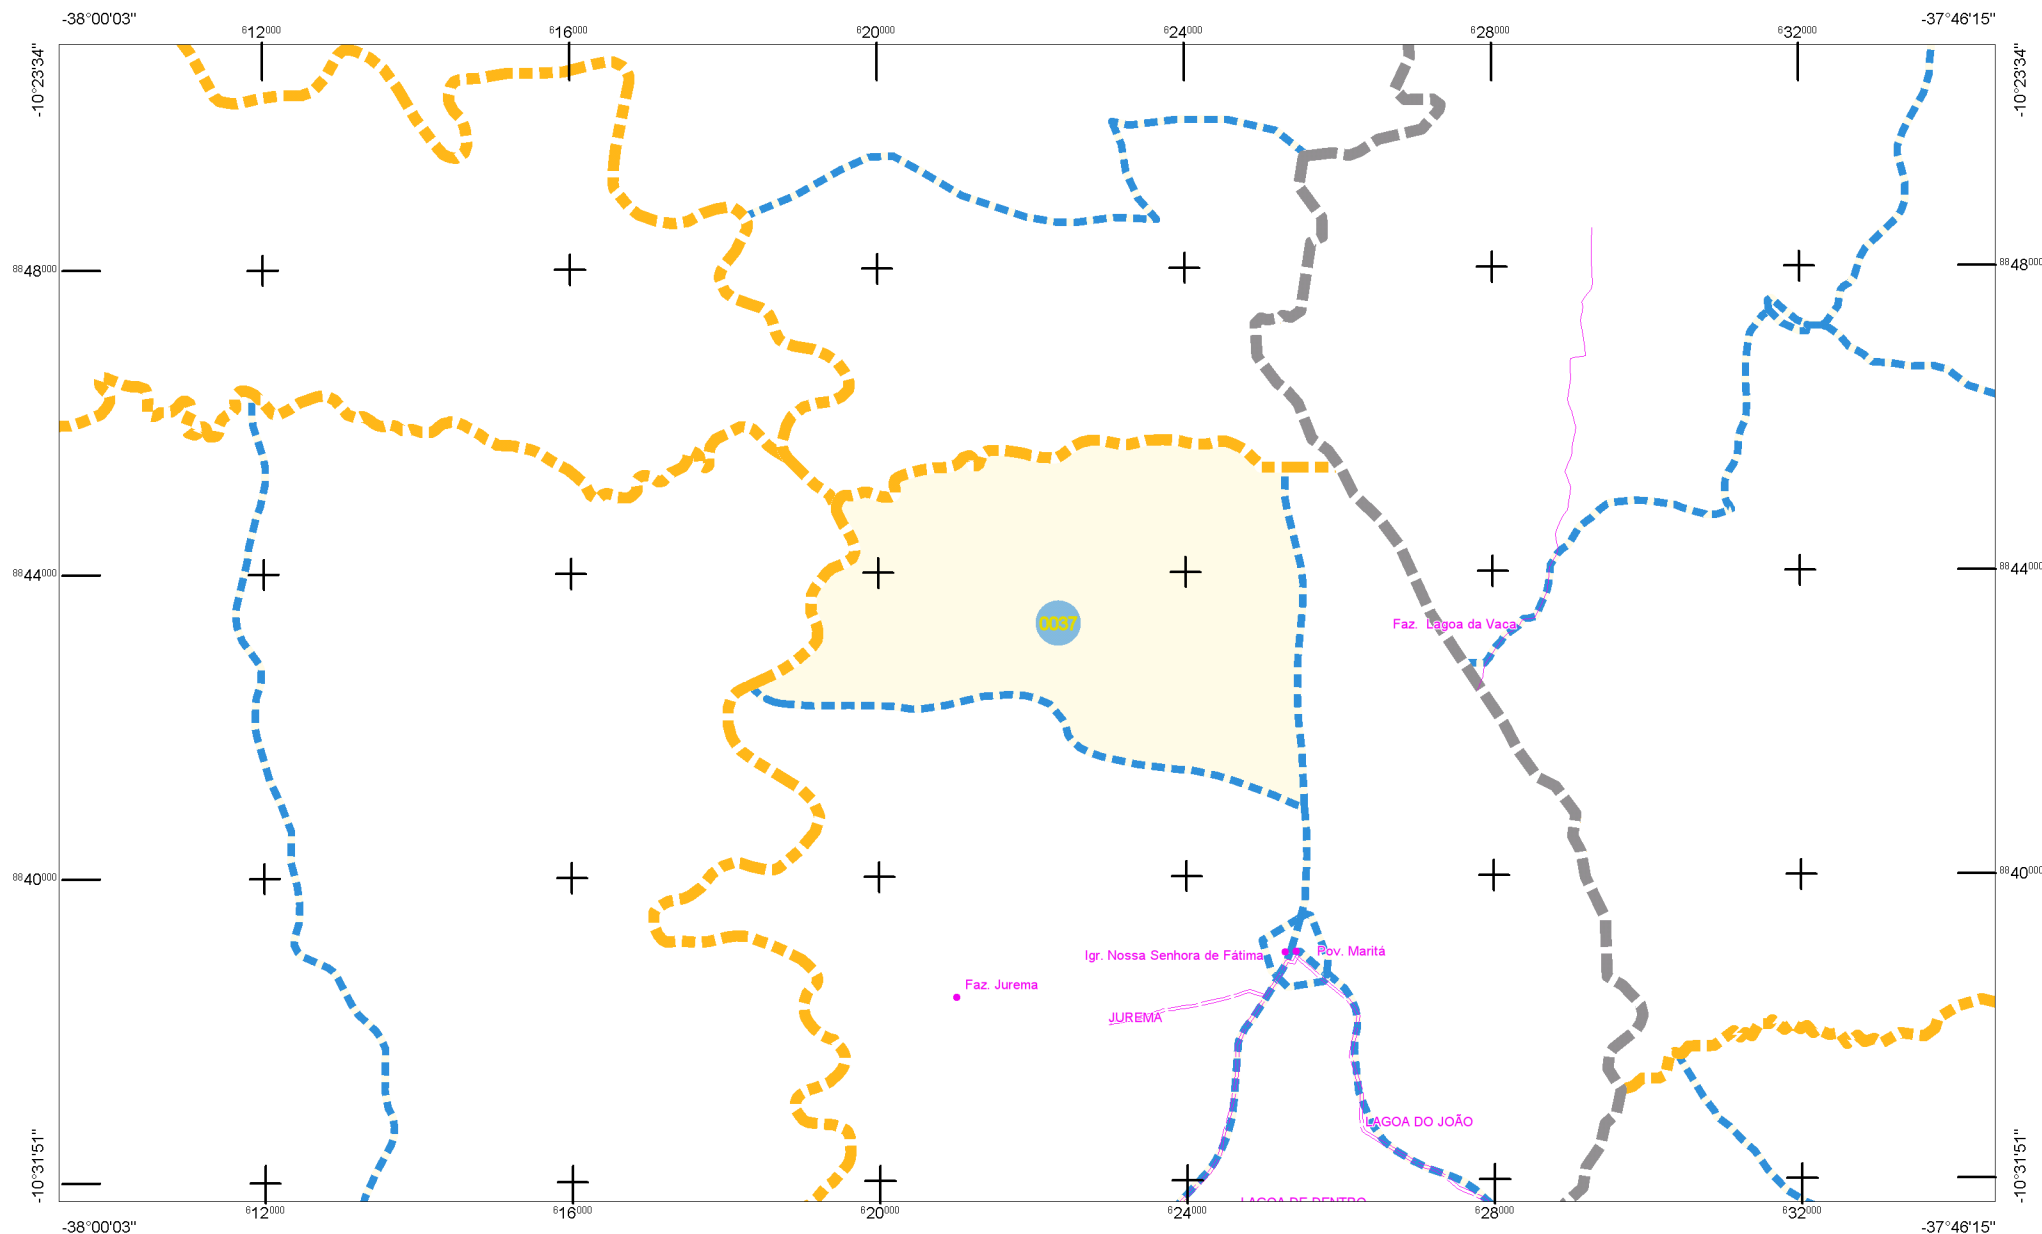 -38°00'03" -37°46'15"
612000 616000 620000 624000 628000 632000
-10°23'34" -10°23'34"
8848000 8848000
8844000 8844000
0037
Faz. Lagoa da Vaca
8840000 8840000
Igr. Nossa Senhora de Fátima Pov. Maritá
Faz. Jurema
JUREMA
LAGOA DO JOÃO
-10°31'51" -10°31'51"
LAGOA DE DENTRO
612000 616000 620000 624000 628000 632000
-38°00'03" -37°46'15"